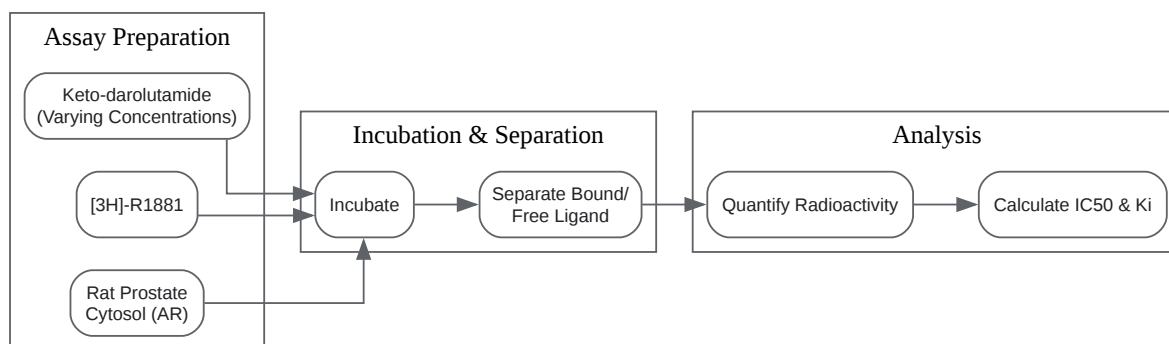 Assay Preparation
Keto-darolutamide
(Varying Concentrations)
[3H]-R1881
Rat Prostate
Cytosol (AR)
Incubation & Separation
Incubate
Separate Bound/
Free Ligand
Analysis
Quantify Radioactivity
Calculate IC50 & Ki